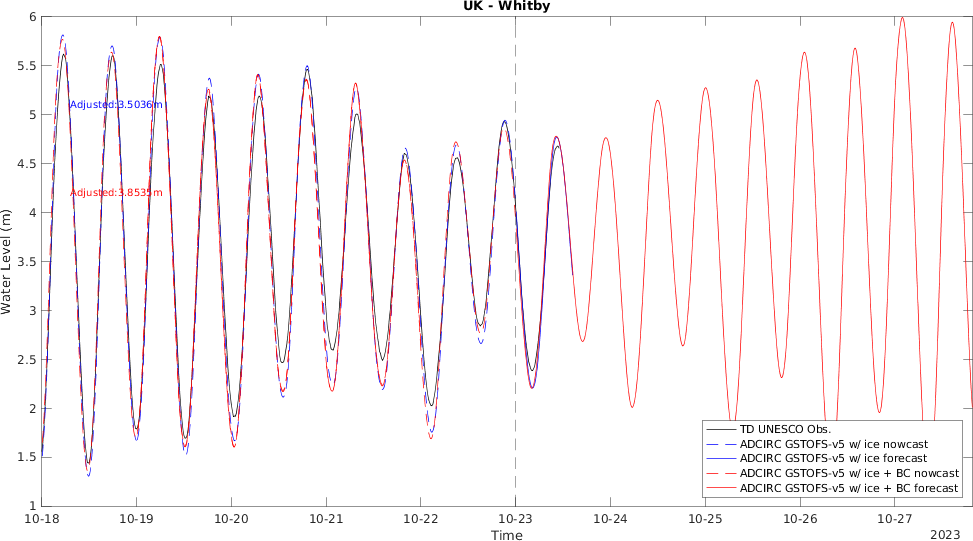 UK - Whitby
6
5.5
5
4.5
4
3.5
3
2.5
2
1.5
1
Water Level (m)
Adjusted:3.5036m
Adjusted:3.8535m
TD UNESCO Obs.
ADCIRC GSTOFS-v5 w/ ice nowcast
ADCIRC GSTOFS-v5 w/ ice forecast
ADCIRC GSTOFS-v5 w/ ice + BC nowcast
ADCIRC GSTOFS-v5 w/ ice + BC forecast
10-18 10-19 10-20 10-21 10-22 10-23 10-24 10-25 10-26 10-27
Time
2023